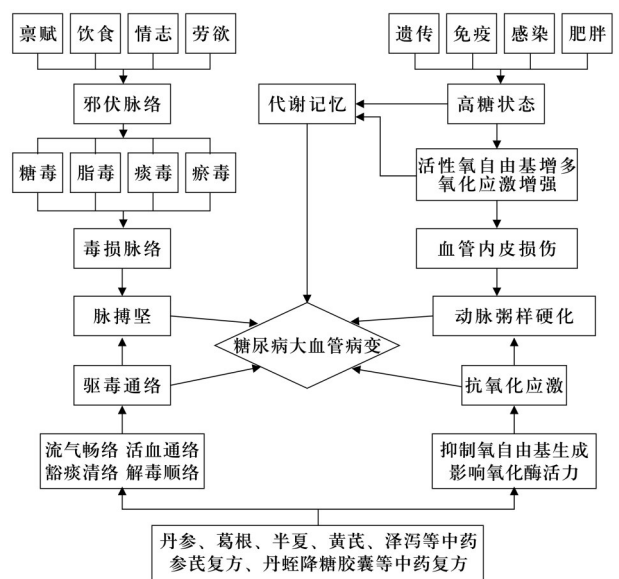 禀赋
饮食
情志
劳欲
遗传
免疫
感染
肥胖
邪伏脉络
代谢记忆
高糖状态
糖毒
脂毒
痰毒
瘀毒
活性氧自由基增多
氧化应激增强
毒损脉络
血管内皮损伤
脉搏坚
糖尿病大血管病变
动脉粥样硬化
驱毒通络
抗氧化应激
流气畅络 活血通络
豁痰清络 解毒顺络
抑制氧自由基生成
影响氧化酶活力
丹参、葛根、半夏、黄芪、泽泻等中药
参芪复方、丹蛭降糖胶囊等中药复方